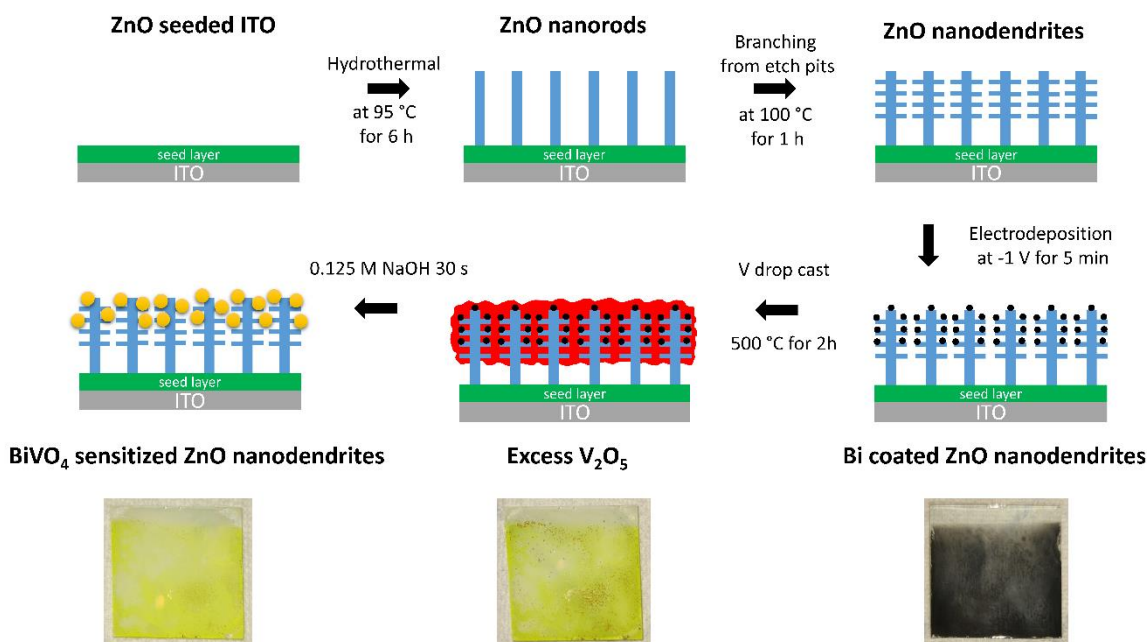 ZnO seeded ITO
Hydrothermal
at 95 °C
for 6 h
seed layer
ITO
ZnO nanorods
seed layer
ITO
Branching
from etch pits
at 100 °C
for 1 h
ZnO nanodendrites
seed layer
ITO
Electrodeposition
at -1 V for 5 min
seed layer
ITO
Bi coated ZnO nanodendrites
V drop cast
500 °C for 2h
seed layer
ITO
Excess V₂O₅
0.125 M NaOH 30 s
seed layer
ITO
BiVO₄ sensitized ZnO nanodendrites